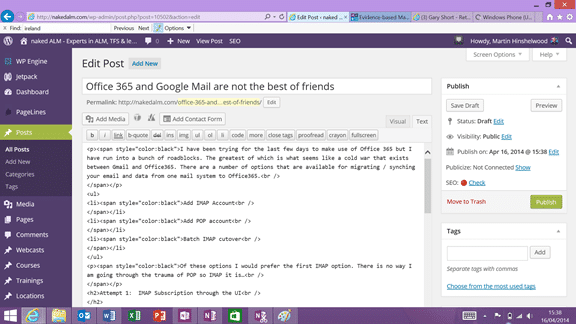 http://nakedalm.com/wp-admin/post.php?post=10502&action=edit
Edit Post ‹ naked ALM ...
Evidence-based Ma...
Gary Short - Ret...
Windows Phone (U...
Find: ireland
Previous
Next
Options
naked ALM - Experts in ALM, TFS & Ie...
0
New
View Post
SEO
Howdy, Martin Hinshelwood
WP Engine
Jetpack
Dashboard
PageLines
Posts
All Posts
Add New
Categories
Tags
Media
Pages
Comments
Webcasts
Courses
Trainings
Locations
Screen Options
Help
Edit Post
Add New
Office 365 and Google Mail are not the best of friends
Permalink: http://nakedalm.com/office-365-and...est-of-friends/
Edit
Add Media
Add Contact Form
Visual
Text
b
i
link
b-quote
del
ins
img
ul
ol
li
code
more
close tags
proofread
crayon
fullscreen
<p><span style="color:black">I have been trying for the last few days to make use of Office 365 but I
have run into a bunch of roadblocks. The greatest of which is what seems like a cold war that exists
between Gmail and Office365. There are a number of options that are available for migrating / synching
your email and data from one mail system to Office365.<br />
</span></p>
<ul>
<li><span style="color:black">Add IMAP Account<br />
</span></li>
<li><span style="color:black">Add POP account<br />
</span></li>
<li><span style="color:black">Batch IMAP cutover<br />
</span></li>
</ul>
<p><span style="color:black">Of these options I would prefer the first IMAP option. There is no way I
am going through the trauma of POP so IMAP it is…<br />
</span></p>
<h2>Attempt 1: IMAP Subscription through the UI<br />
</h2>
Publish
Save Draft
Preview
Status: Draft Edit
Visibility: Public Edit
Publish on: Apr 16, 2014 @ 15:38 Edit
Publicize: Not Connected Show
SEO: Check
Move to Trash
Publish
Tags
Add
Separate tags with commas
Choose from the most used tags
15:38
16/04/2014